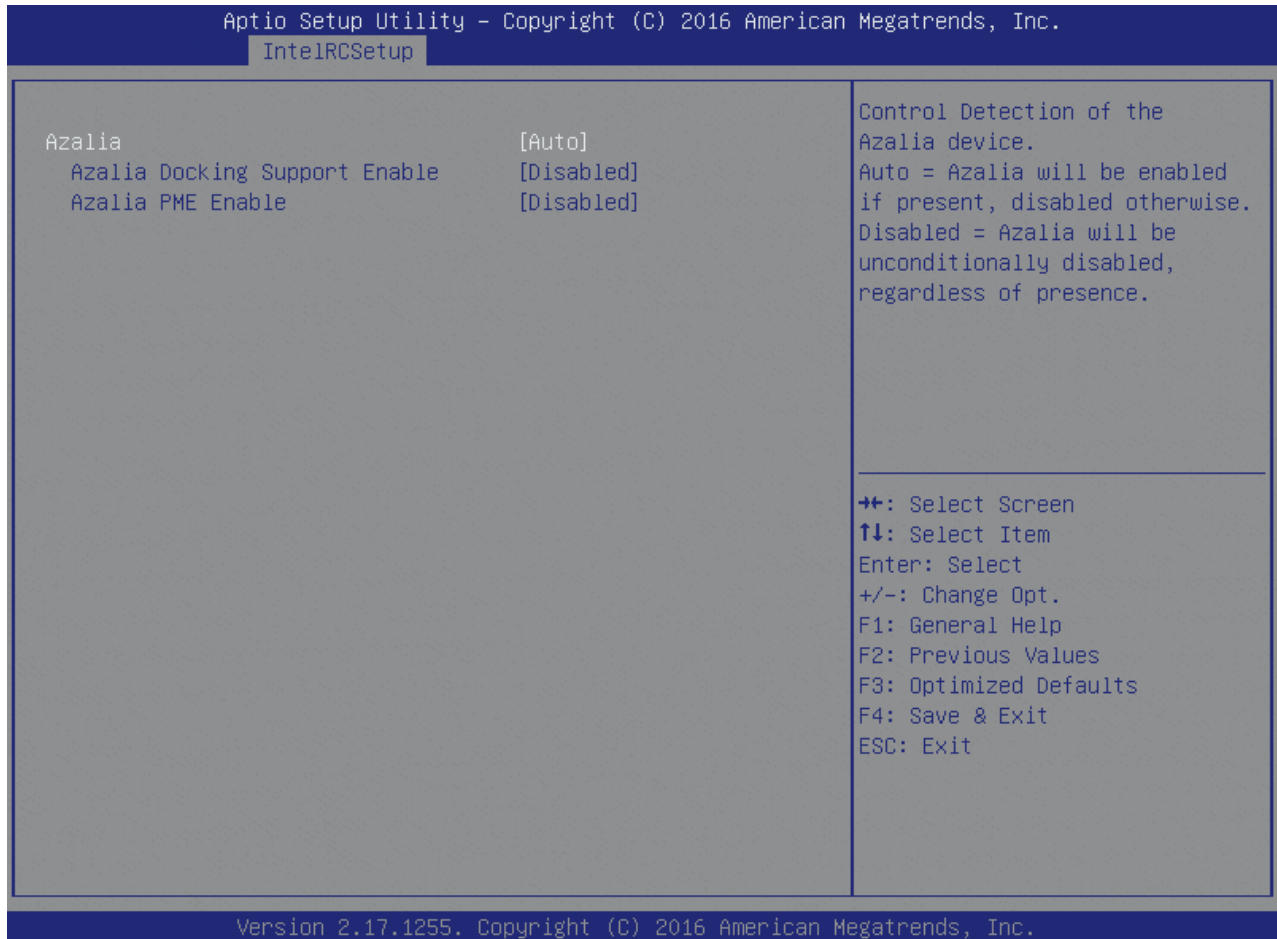 Aptio Setup Utility – Copyright (C) 2016 American Megatrends, Inc.
IntelRCSetup
Azalia [Auto]
Azalia Docking Support Enable [Disabled]
Azalia PME Enable [Disabled]
Control Detection of the
Azalia device.
Auto = Azalia will be enabled
if present, disabled otherwise.
Disabled = Azalia will be
unconditionally disabled,
regardless of presence.
→←: Select Screen
↑↓: Select Item
Enter: Select
+/-: Change Opt.
F1: General Help
F2: Previous Values
F3: Optimized Defaults
F4: Save & Exit
ESC: Exit
Version 2.17.1255. Copyright (C) 2016 American Megatrends, Inc.